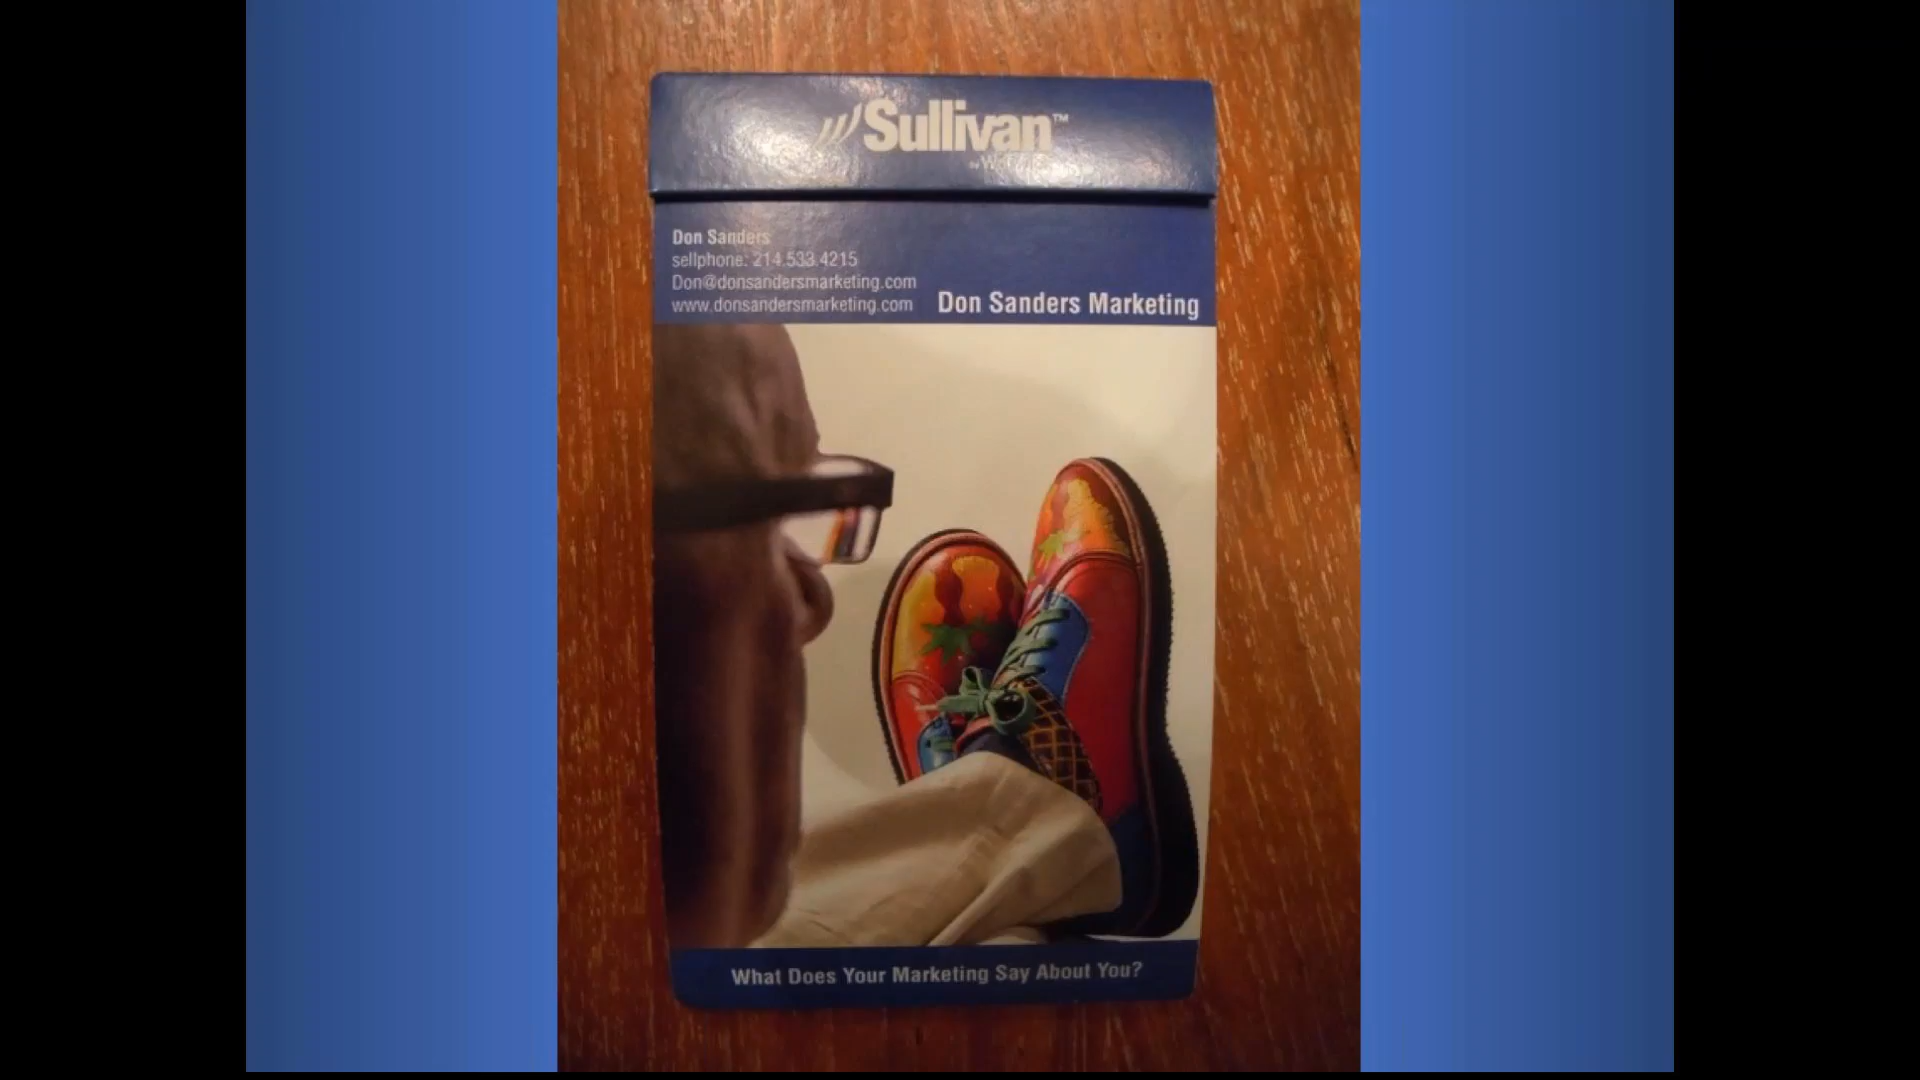 Sullivan™
by
Don Sanders
sellphone: 214.533.4215
Don@donsandersmarketing.com
www.donsandersmarketing.com
Don Sanders Marketing
What Does Your Marketing Say About You?